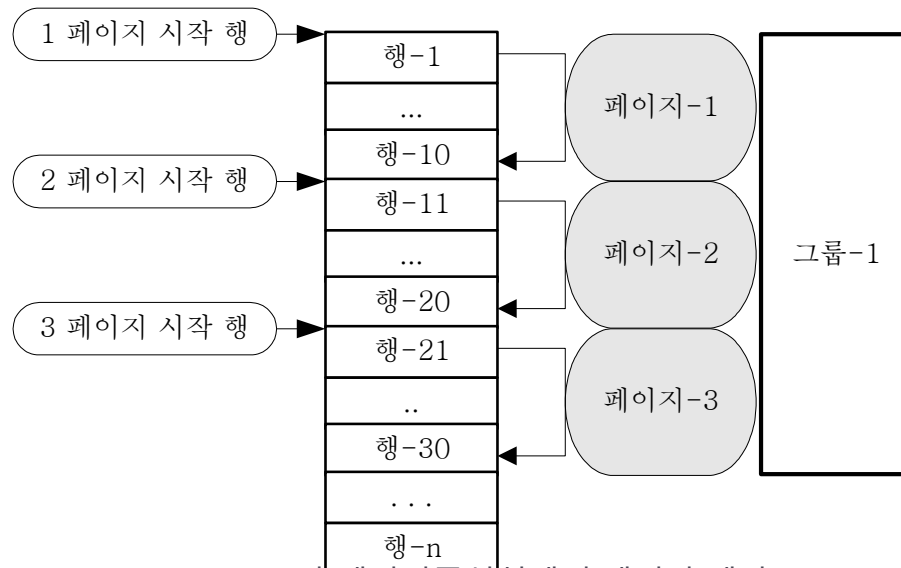 1 페이지 시작 행
행-1
...
행-10
2 페이지 시작 행
행-11
...
행-20
3 페이지 시작 행
행-21
..
행-30
. . .
행-n
페이지-1
페이지-2
페이지-3
그룹-1